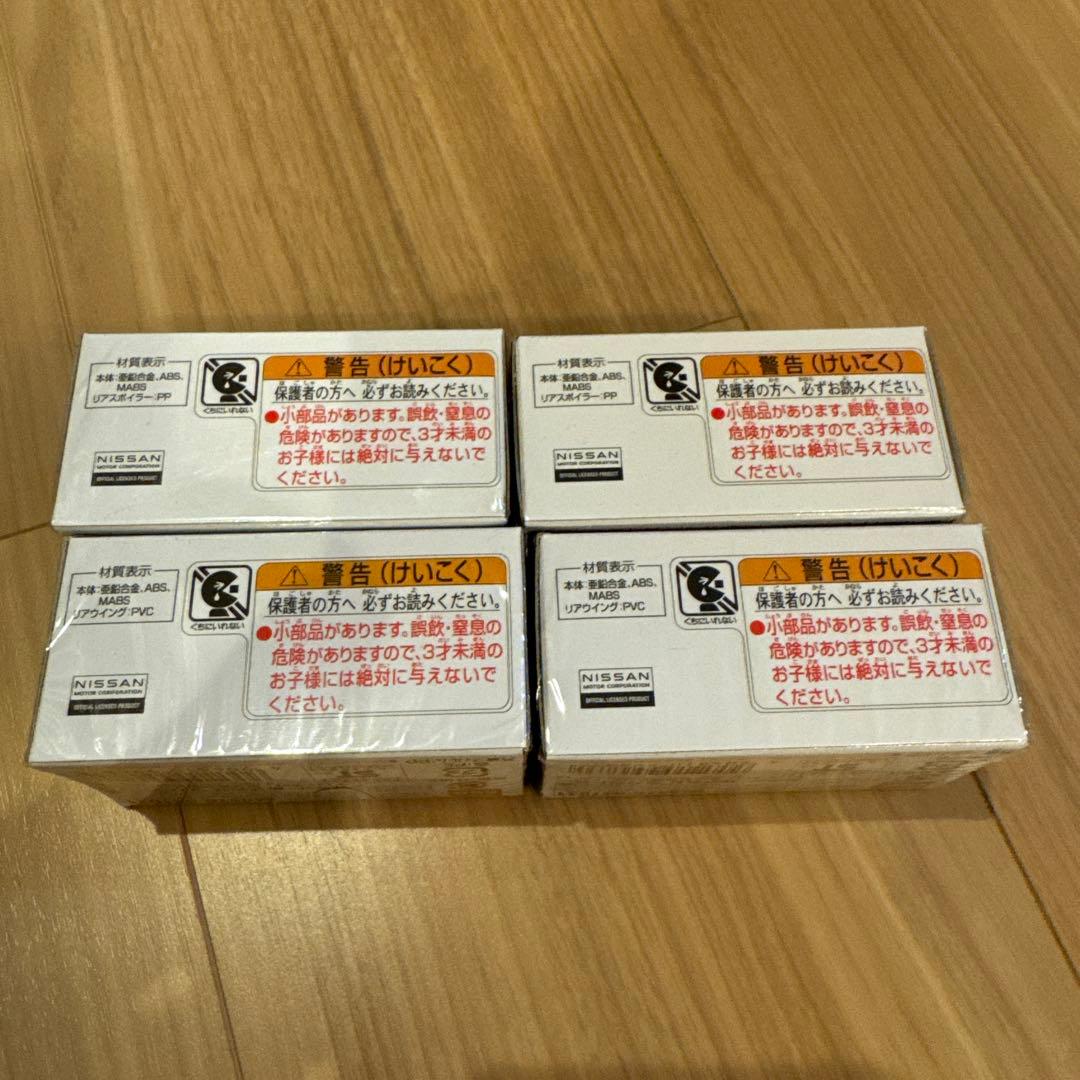 材質表示
本体:亜鉛合金、ABS、
MABS
リアスポイラー:PP
くちにいれない
NISSAN
MOTOR CORPORATION
OFFICIAL LICENSED PRODUCT
警告(けいこく)
保護者の方へ 必ずお読みください。
●小部品があります。誤飲・窒息の
危険がありますので、3才未満の
お子様には絶対に与えないで
ください。
材質表示
本体:亜鉛合金、ABS、
MABS
リアスポイラー:PP
くちにいれない
NISSAN
MOTOR CORPORATION
OFFICIAL LICENSED PRODUCT
警告(けいこく)
保護者の方へ 必ずお読みください。
●小部品があります。誤飲・窒息の
危険がありますので、3才未満の
お子様には絶対に与えないで
ください。
材質表示
本体:亜鉛合金、ABS、
MABS
リアウイング:PVC
くちにいれない
NISSAN
MOTOR CORPORATION
OFFICIAL LICENSED PRODUCT
警告(けいこく)
保護者の方へ 必ずお読みください。
●小部品があります。誤飲・窒息の
危険がありますので、3才未満の
お子様には絶対に与えないで
ください。
材質表示
本体:亜鉛合金、ABS、
MABS
リアウイング:PVC
くちにいれない
NISSAN
MOTOR CORPORATION
OFFICIAL LICENSED PRODUCT
警告(けいこく)
保護者の方へ 必ずお読みください。
●小部品があります。誤飲・窒息の
危険がありますので、3才未満の
お子様には絶対に与えないで
ください。